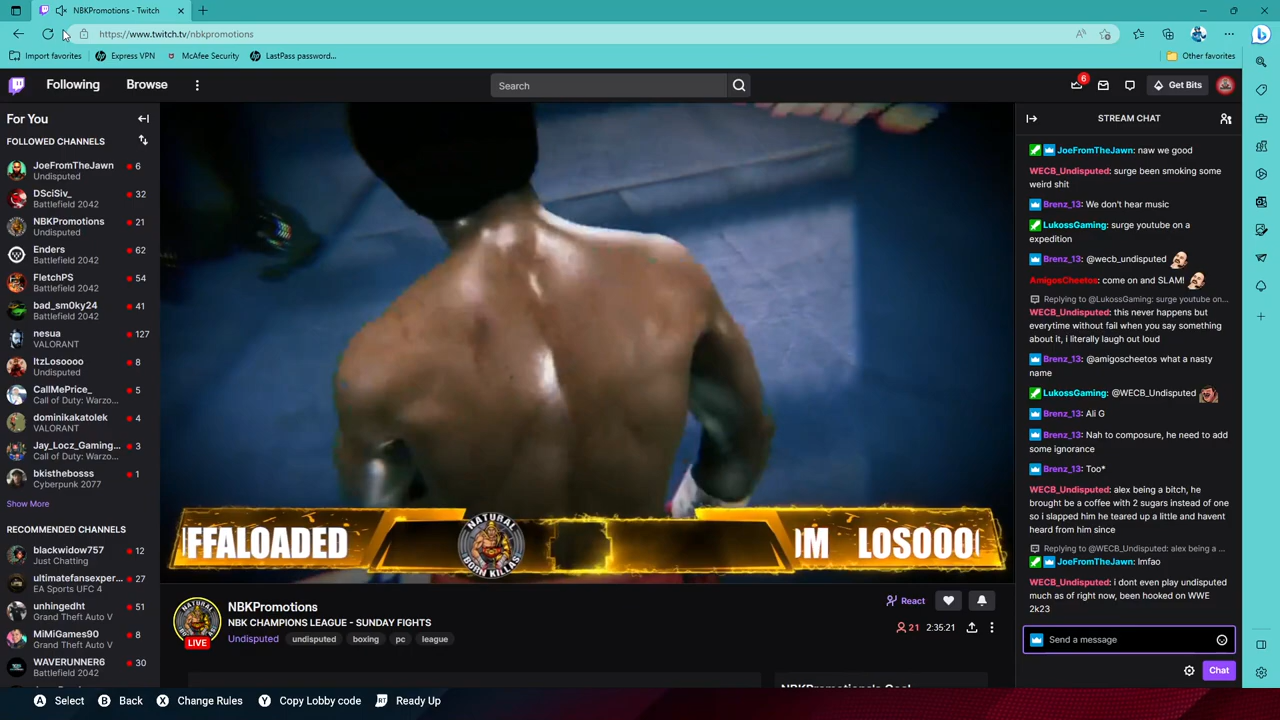 NBKPromotions - Twitch
https://www.twitch.tv/nbkpromotions
Import favorites
Express VPN
McAfee Security
LastPass password...
Other favorites
Following
Browse
Search
6
Get Bits
For You
FOLLOWED CHANNELS
JoeFromTheJawn
6
Undisputed
DSciSiv_
32
Battlefield 2042
NBKPromotions
21
Undisputed
Enders
62
Battlefield 2042
FletchPS
54
Battlefield 2042
bad_sm0ky24
41
Battlefield 2042
nesua
127
VALORANT
ItzLosoooo
8
Undisputed
CallMePrice_
5
Call of Duty: Warzo...
dominikakatolek
4
VALORANT
Jay_Locz_Gaming...
3
Call of Duty: Warzo...
bkisthebosss
1
Cyberpunk 2077
Show More
RECOMMENDED CHANNELS
blackwidow757
12
Just Chatting
ultimatefansexper...
27
EA Sports UFC 4
unhingedht
51
Grand Theft Auto V
MiMiGames90
8
Grand Theft Auto V
WAVERUNNER6
30
Battlefield 2042
FFALOADED
NATURAL
BORN KILLAS
M LOSOOO
LIVE
NBKPromotions
NBK CHAMPIONS LEAGUE - SUNDAY FIGHTS
Undisputed
undisputed
boxing
pc
league
React
21
2:35:21
NBKPromotions's Goal
STREAM CHAT
JoeFromTheJawn: naw we good
WECB_Undisputed: surge been smoking some
weird shit
Brenz_13: We don't hear music
LukossGaming: surge youtube on a
expedition
Brenz_13: @wecb_undisputed
AmigosCheetos: come on and SLAM!
Replying to @LukossGaming: surge youtube on...
WECB_Undisputed: this never happens but
everytime without fail when you say something
about it, i literally laugh out loud
Brenz_13: @amigoscheetos what a nasty
name
LukossGaming: @WECB_Undisputed
Brenz_13: Ali G
Brenz_13: Nah to composure, he need to add
some ignorance
Brenz_13: Too*
WECB_Undisputed: alex being a bitch, he
brought be a coffee with 2 sugars instead of one
so i slapped him he teared up a little and havent
heard from him since
Replying to @WECB_Undisputed: alex being a ...
JoeFromTheJawn: lmfao
WECB_Undisputed: i dont even play undisputed
much as of right now, been hooked on WWE
2k23
Send a message
Chat
A Select
B Back
X Change Rules
Y Copy Lobby code
RT Ready Up